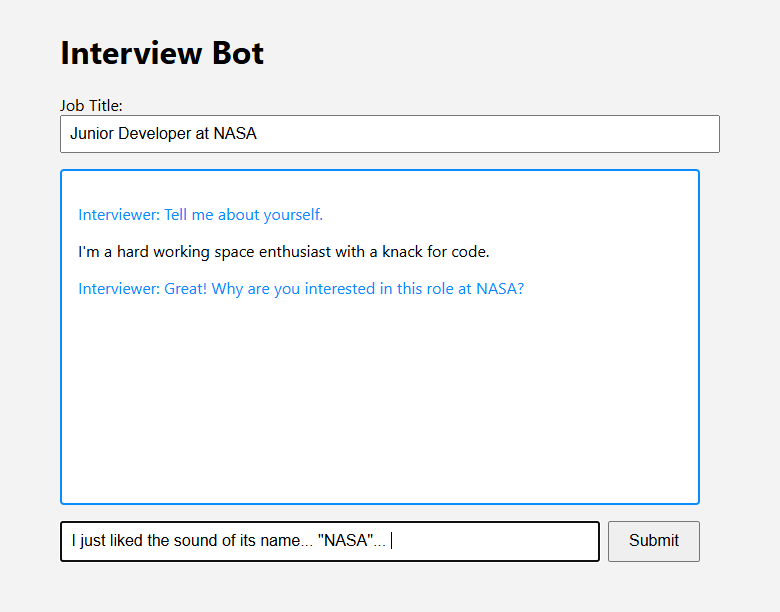 Interview Bot
Job Title:
Junior Developer at NASA
Interviewer: Tell me about yourself.
I'm a hard working space enthusiast with a knack for code.
Interviewer: Great! Why are you interested in this role at NASA?
I just liked the sound of its name... "NASA"...
Submit